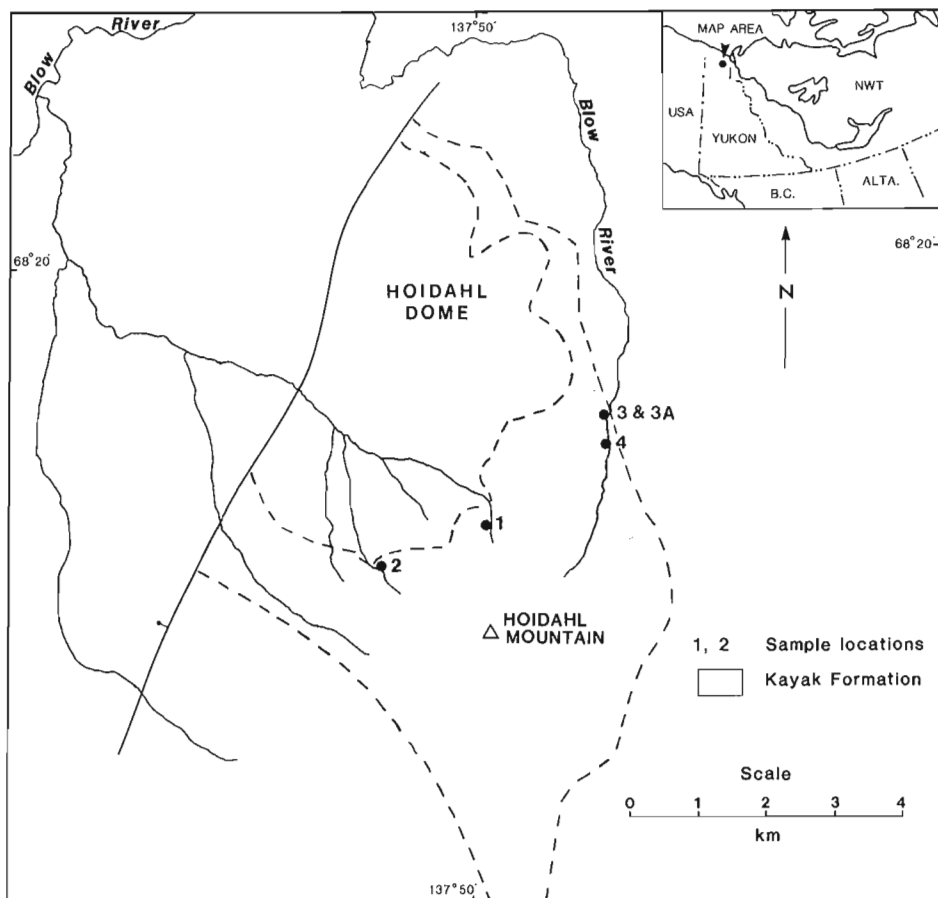 River
Blow
137°50'
MAP AREA
NWT
USA
YUKON
B.C.
ALTA.
Blow
River
68°20'
68°20'
N
HOIDAHL
DOME
3 & 3A
4
1
2
HOIDAHL
MOUNTAIN
1, 2 Sample locations
Kayak Formation
Scale
0 1 2 3 4
km
137°50'